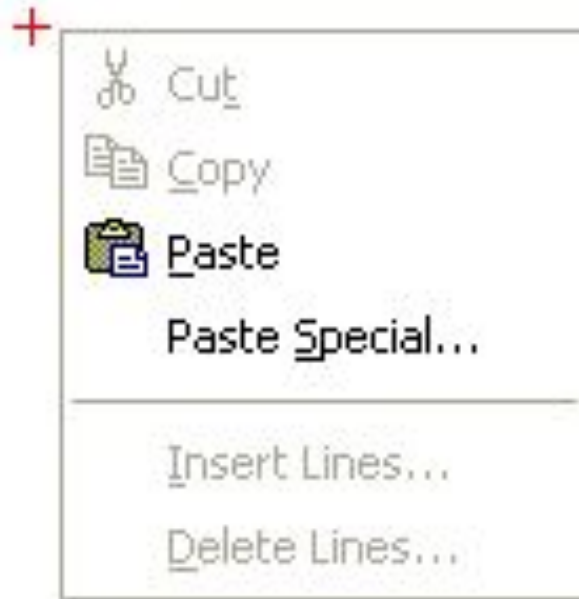 Cut
Copy
Paste
Paste Special...
Insert Lines...
Delete Lines...